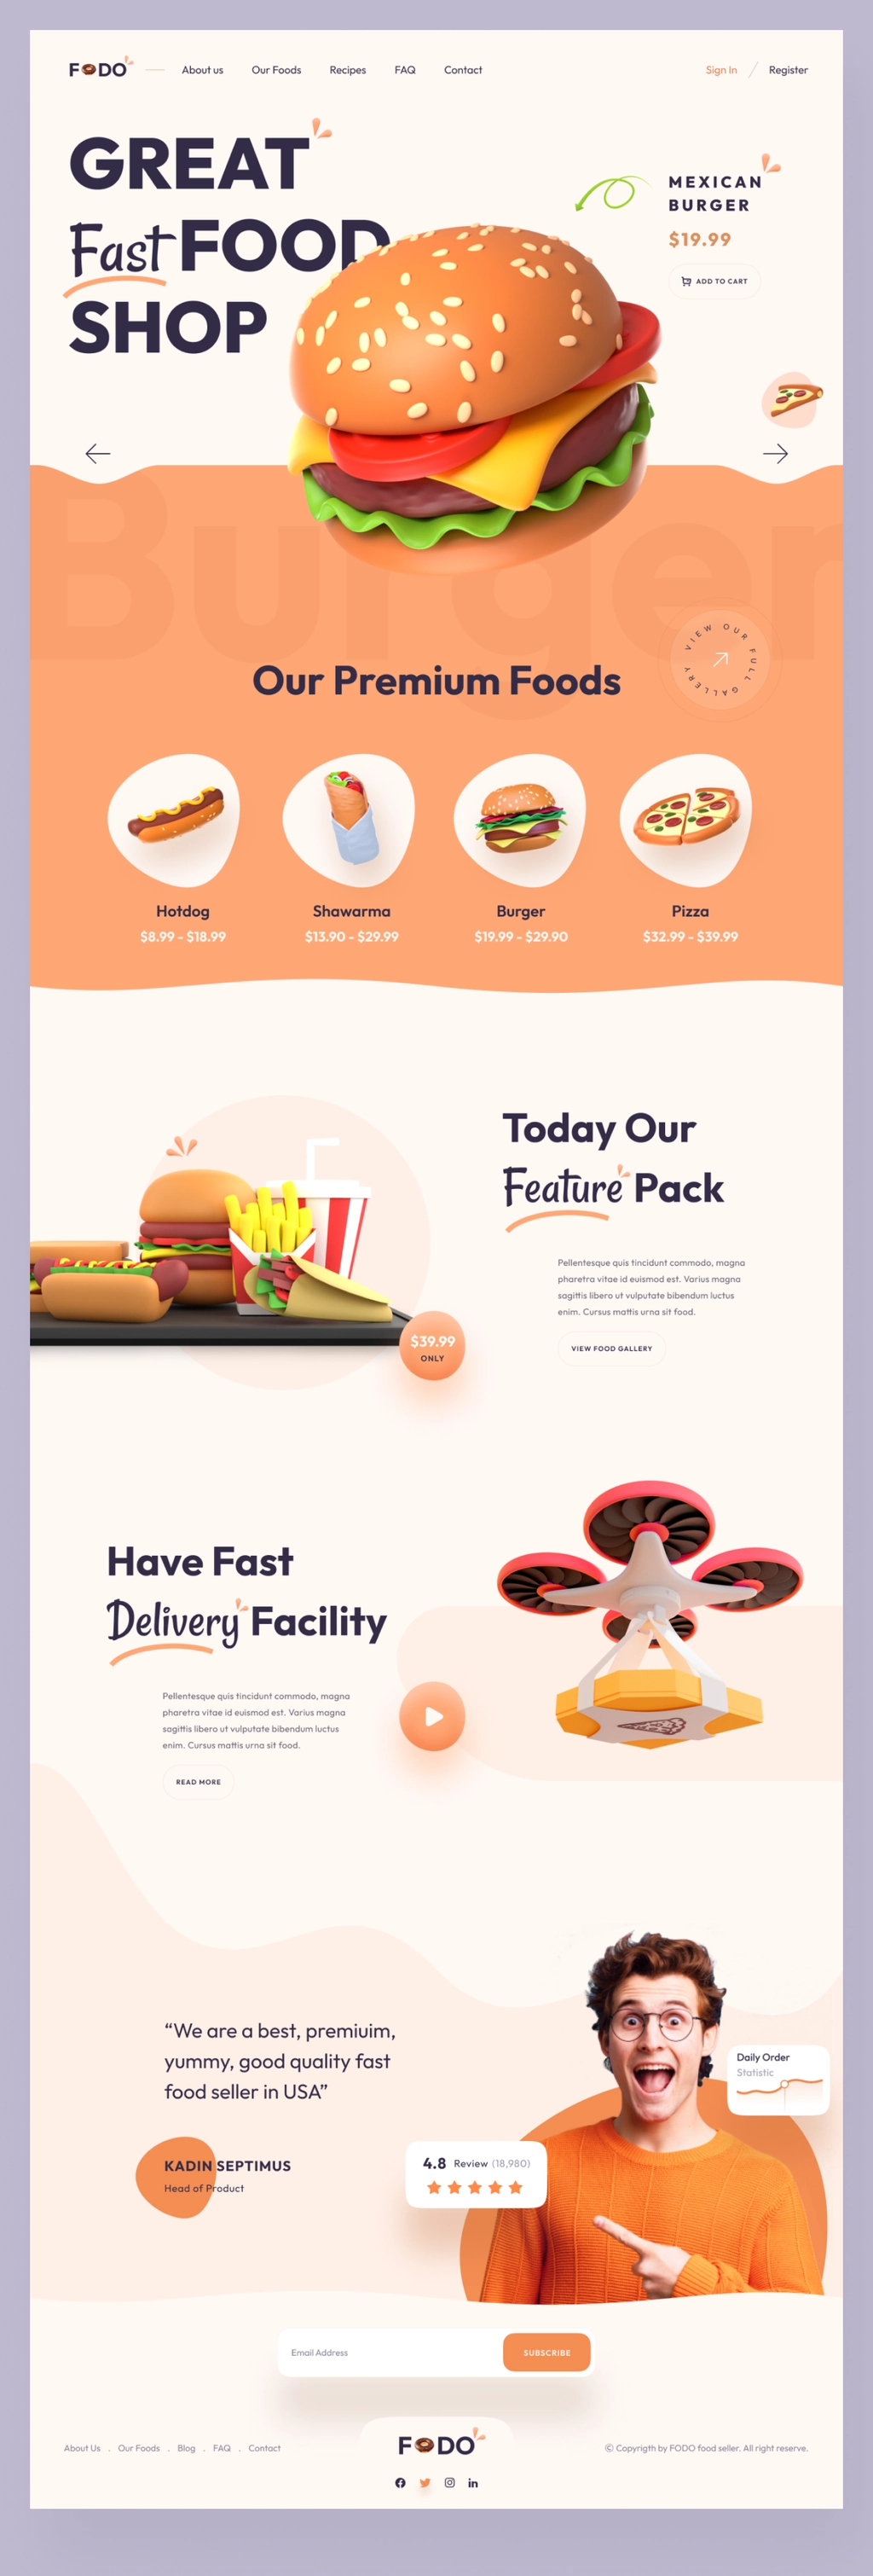 FODO
About us
Our Foods
Recipes
FAQ
Contact
Sign In
Register
GREAT
Fast FOOD
SHOP
MEXICAN
BURGER
$19.99
ADD TO CART
Burger
VIEW OUR FULL GALLERY
Our Premium Foods
Hotdog
$8.99 - $18.99
Shawarma
$13.90 - $29.99
Burger
$19.99 - $29.90
Pizza
$32.99 - $39.99
Today Our
Feature Pack
Pellentesque quis tincidunt commodo, magna
pharetra vitae id euismod est. Varius magna
sagittis libero ut vulputate bibendum luctus
enim. Cursus mattis urna sit food.
VIEW FOOD GALLERY
$39.99
ONLY
Have Fast
Delivery Facility
Pellentesque quis tincidunt commodo, magna
pharetra vitae id euismod est. Varius magna
sagittis libero ut vulputate bibendum luctus
enim. Cursus mattis urna sit food.
READ MORE
“We are a best, premiuim,
yummy, good quality fast
food seller in USA”
KADIN SEPTIMUS
Head of Product
Daily Order
Statistic
4.8 Review (18,980)
Email Address
SUBSCRIBE
About Us . Our Foods . Blog . FAQ . Contact
FODO
© Copyrigth by FODO food seller. All right reserve.